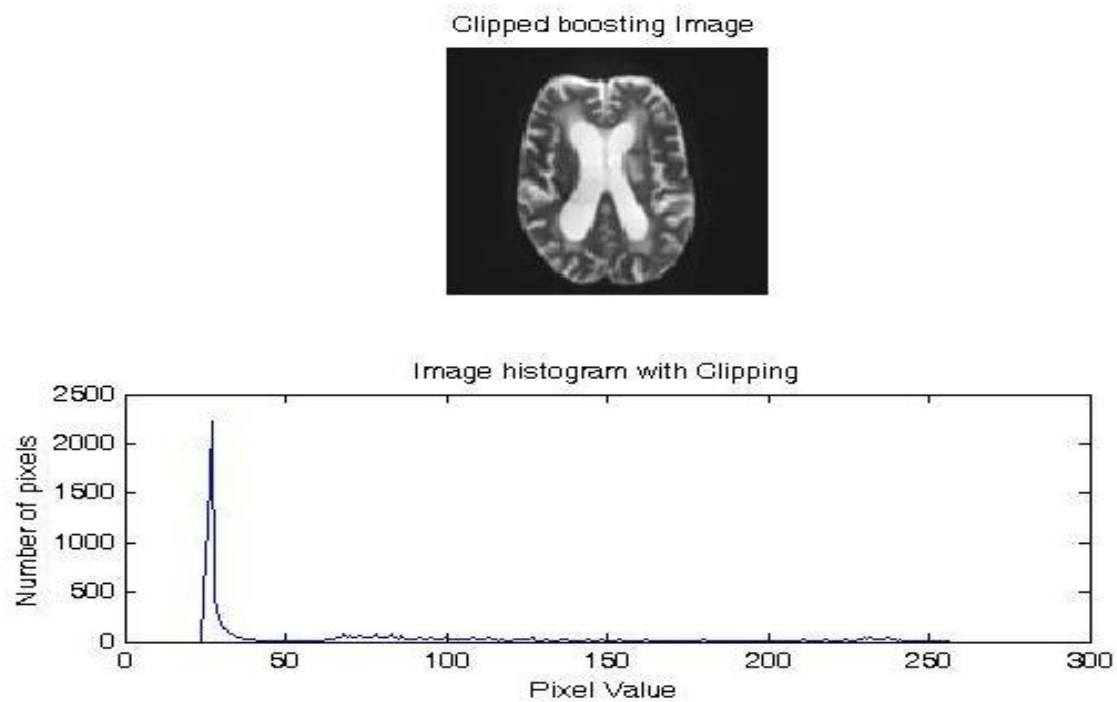 Clipped boosting Image
Image histogram with Clipping
2500
2000
1500
1000
500
0
Number of pixels
0 50 100 150 200 250 300
Pixel Value